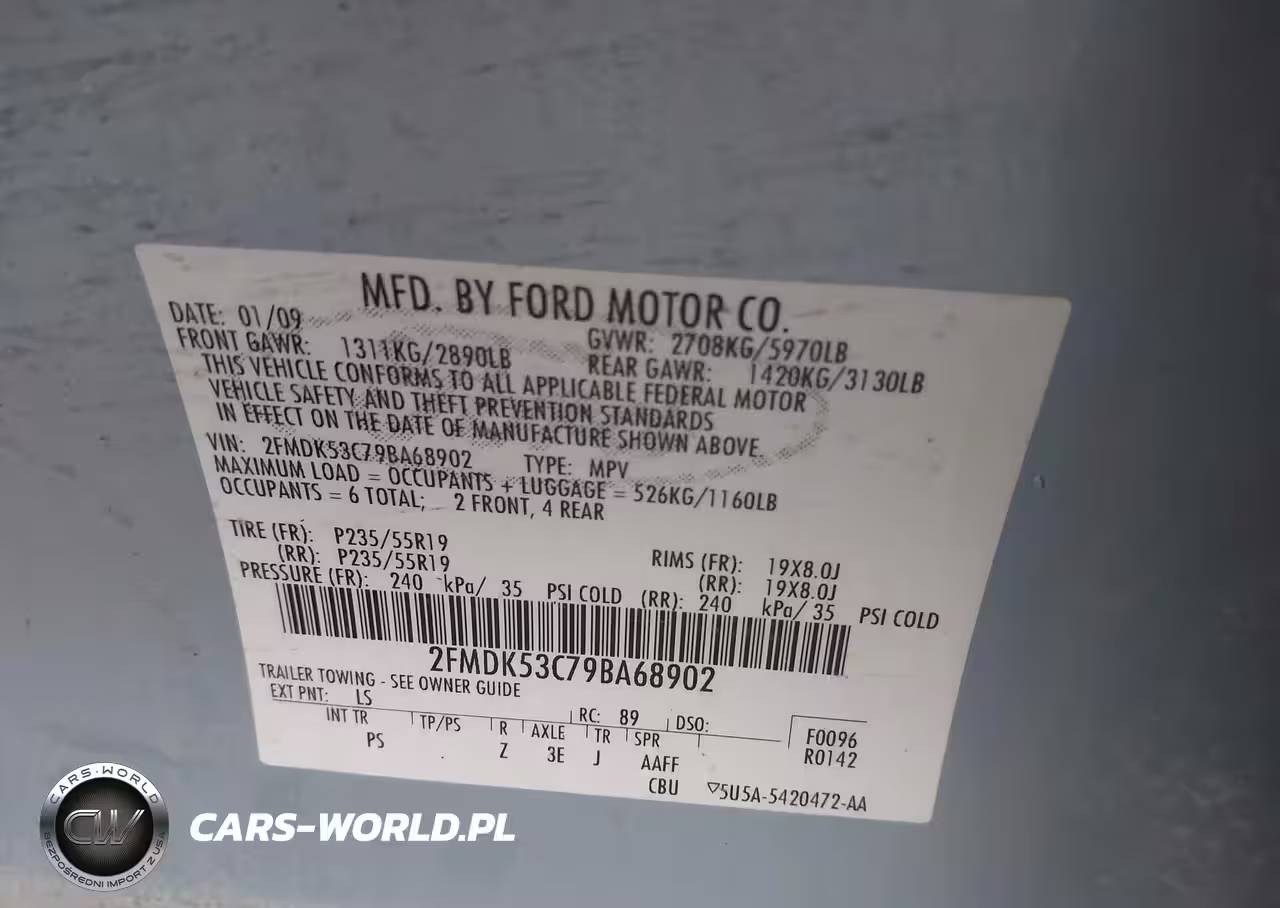 MFD. BY FORD MOTOR CO.
DATE: 01/09 GVWR: 2708KG/5970LB
FRONT GAWR: 1311KG/2890LB REAR GAWR: 1420KG/3130LB
THIS VEHICLE CONFORMS TO ALL APPLICABLE FEDERAL MOTOR
VEHICLE SAFETY AND THEFT PREVENTION STANDARDS
IN EFFECT ON THE DATE OF MANUFACTURE SHOWN ABOVE.
VIN: 2FMDK53C79BA68902 TYPE: MPV
MAXIMUM LOAD = OCCUPANTS + LUGGAGE = 526KG/1160LB
OCCUPANTS = 6 TOTAL; 2 FRONT, 4 REAR
TIRE (FR): P235/55R19 RIMS (FR): 19X8.0J
(RR): P235/55R19 (RR): 19X8.0J
PRESSURE (FR): 240 kPa/ 35 PSI COLD (RR): 240 kPa/ 35 PSI COLD
2FMDK53C79BA68902
TRAILER TOWING - SEE OWNER GUIDE
EXT PNT: LS RC: 89 DSO:
INT TR TP/PS R AXLE TR SPR F0096
PS Z 3E J AAFF R0142
CBU ▽5U5A-5420472-AA
CARS-WORLD
CW
BEZPOŚREDNI IMPORT Z USA
CARS-WORLD.PL